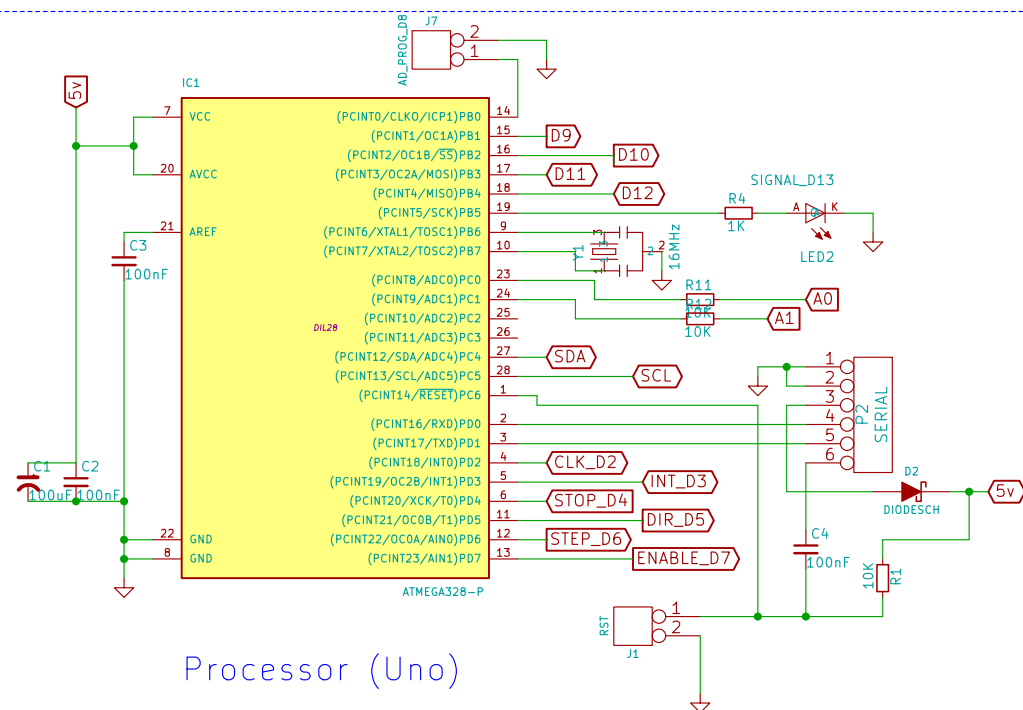 J7
AD_PROG_D8
2
1
5v
IC1
7 VCC
20 AVCC
21 AREF
22 GND
8 GND
DIL28
ATMEGA328-P
(PCINT0/CLKO/ICP1)PB0 14
(PCINT1/OC1A)PB1 15 D9
(PCINT2/OC1B/SS)PB2 16 D10
(PCINT3/OC2A/MOSI)PB3 17 D11
(PCINT4/MISO)PB4 18 D12
(PCINT5/SCK)PB5 19
(PCINT6/XTAL1/TOSC1)PB6 9
(PCINT7/XTAL2/TOSC2)PB7 10
(PCINT8/ADC0)PC0 23
(PCINT9/ADC1)PC1 24
(PCINT10/ADC2)PC2 25
(PCINT11/ADC3)PC3 26
(PCINT12/SDA/ADC4)PC4 27 SDA
(PCINT13/SCL/ADC5)PC5 28 SCL
(PCINT14/RESET)PC6 1
(PCINT16/RXD)PD0 2
(PCINT17/TXD)PD1 3
(PCINT18/INT0)PD2 4 CLK_D2
(PCINT19/OC2B/INT1)PD3 5 INT_D3
(PCINT20/XCK/T0)PD4 6 STOP_D4
(PCINT21/OC0B/T1)PD5 11 DIR_D5
(PCINT22/OC0A/AIN0)PD6 12 STEP_D6
(PCINT23/AIN1)PD7 13 ENABLE_D7
SIGNAL_D13
R4
1K
A K
LED2
Y1
3
1
2
2
16MHz
R11
10K
A0
R12
10K
A1
C3
100nF
C1
100uF
C2
100nF
1
2
3
4
5
6
P2
SERIAL
D2
DIODESCH
5v
C4
100nF
10K
R1
RST
1
2
J1
Processor (Uno)